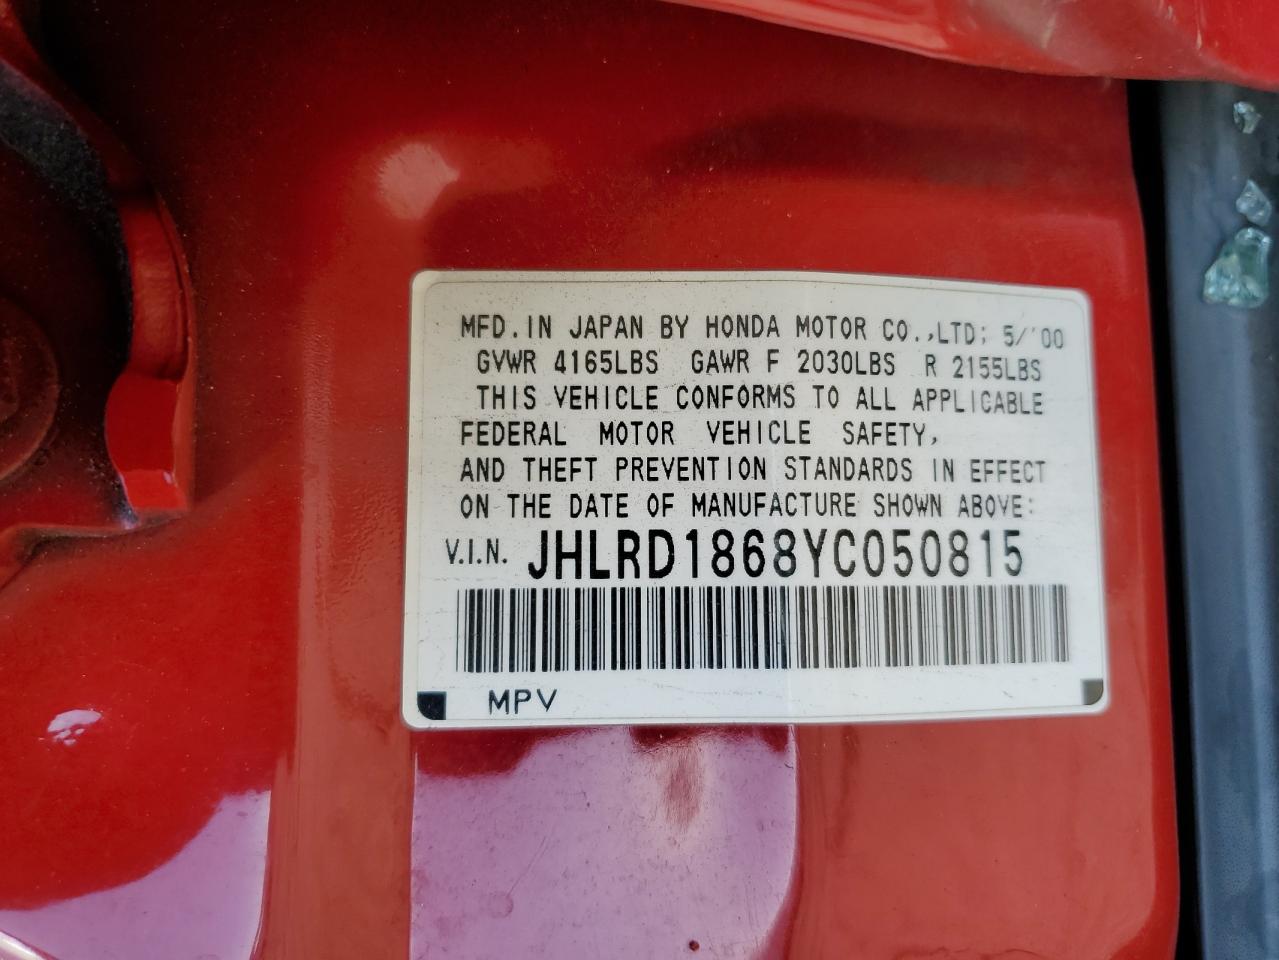 MFD.IN JAPAN BY HONDA MOTOR CO.,LTD; 5/'00
GVWR 4165LBS GAWR F 2030LBS R 2155LBS
THIS VEHICLE CONFORMS TO ALL APPLICABLE
FEDERAL MOTOR VEHICLE SAFETY,
AND THEFT PREVENTION STANDARDS IN EFFECT
ON THE DATE OF MANUFACTURE SHOWN ABOVE:
V.I.N. JHLRD1868YC050815
MPV